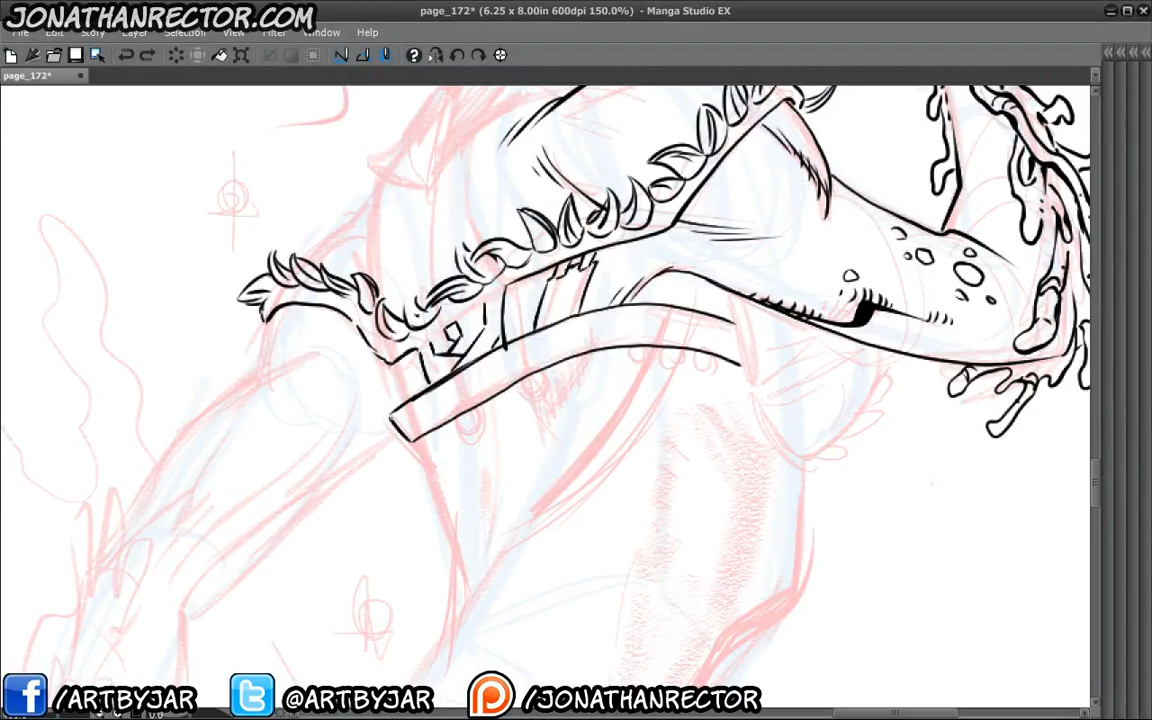 JONATHANRECTOR.COM
page_172* (6.25 x 8.00in 600dpi 150.0%) - Manga Studio EX
File Edit Story Layer Selection View Filter Window Help
page_172*
/ARTBYJAR @ARTBYJAR /JONATHANRECTOR